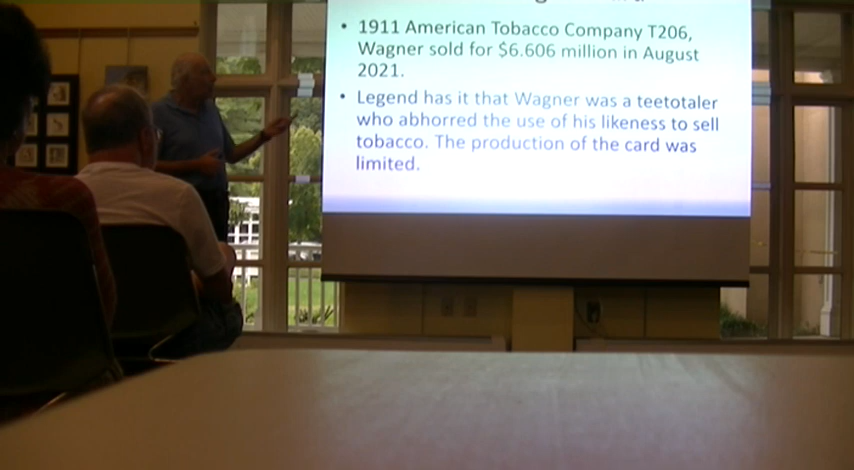 • 1911 American Tobacco Company T206,
Wagner sold for $6.606 million in August
2021.
• Legend has it that Wagner was a teetotaler
who abhorred the use of his likeness to sell
tobacco. The production of the card was
limited.